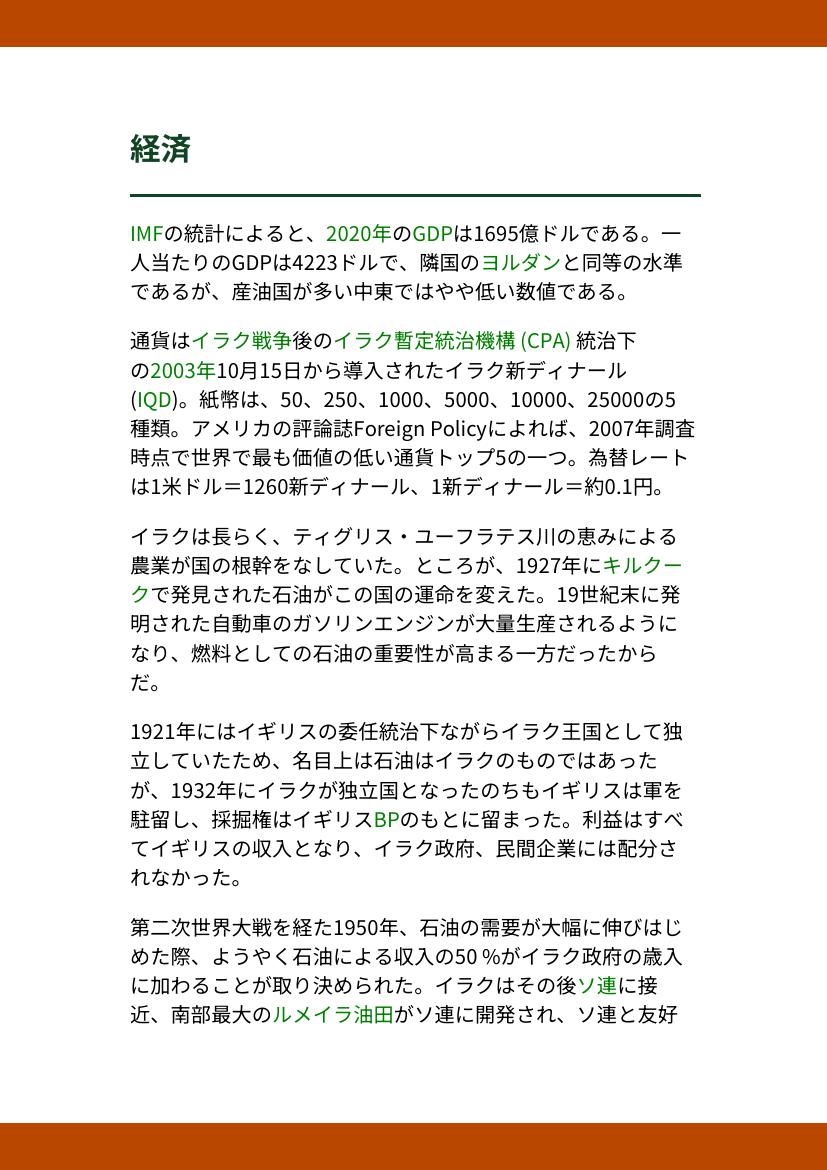 経済
IMFの統計によると、2020年のGDPは1695億ドルである。一
人当たりのGDPは4223ドルで、隣国のヨルダンと同等の水準
であるが、産油国が多い中東ではやや低い数値である。
通貨はイラク戦争後のイラク暫定統治機構 (CPA) 統治下
の2003年10月15日から導入されたイラク新ディナール
(IQD)。紙幣は、50、250、1000、5000、10000、25000の5
種類。アメリカの評論誌Foreign Policyによれば、2007年調査
時点で世界で最も価値の低い通貨トップ5の一つ。為替レート
は1米ドル＝1260新ディナール、1新ディナール＝約0.1円。
イラクは長らく、ティグリス・ユーフラテス川の恵みによる
農業が国の根幹をなしていた。ところが、1927年にキルクー
クで発見された石油がこの国の運命を変えた。19世紀末に発
明された自動車のガソリンエンジンが大量生産されるように
なり、燃料としての石油の重要性が高まる一方だったから
だ。
1921年にはイギリスの委任統治下ながらイラク王国として独
立していたため、名目上は石油はイラクのものではあった
が、1932年にイラクが独立国となったのちもイギリスは軍を
駐留し、採掘権はイギリスBPのもとに留まった。利益はすべ
てイギリスの収入となり、イラク政府、民間企業には配分さ
れなかった。
第二次世界大戦を経た1950年、石油の需要が大幅に伸びはじ
めた際、ようやく石油による収入の50 %がイラク政府の歳入
に加わることが取り決められた。イラクはその後ソ連に接
近、南部最大のルメイラ油田がソ連に開発され、ソ連と友好